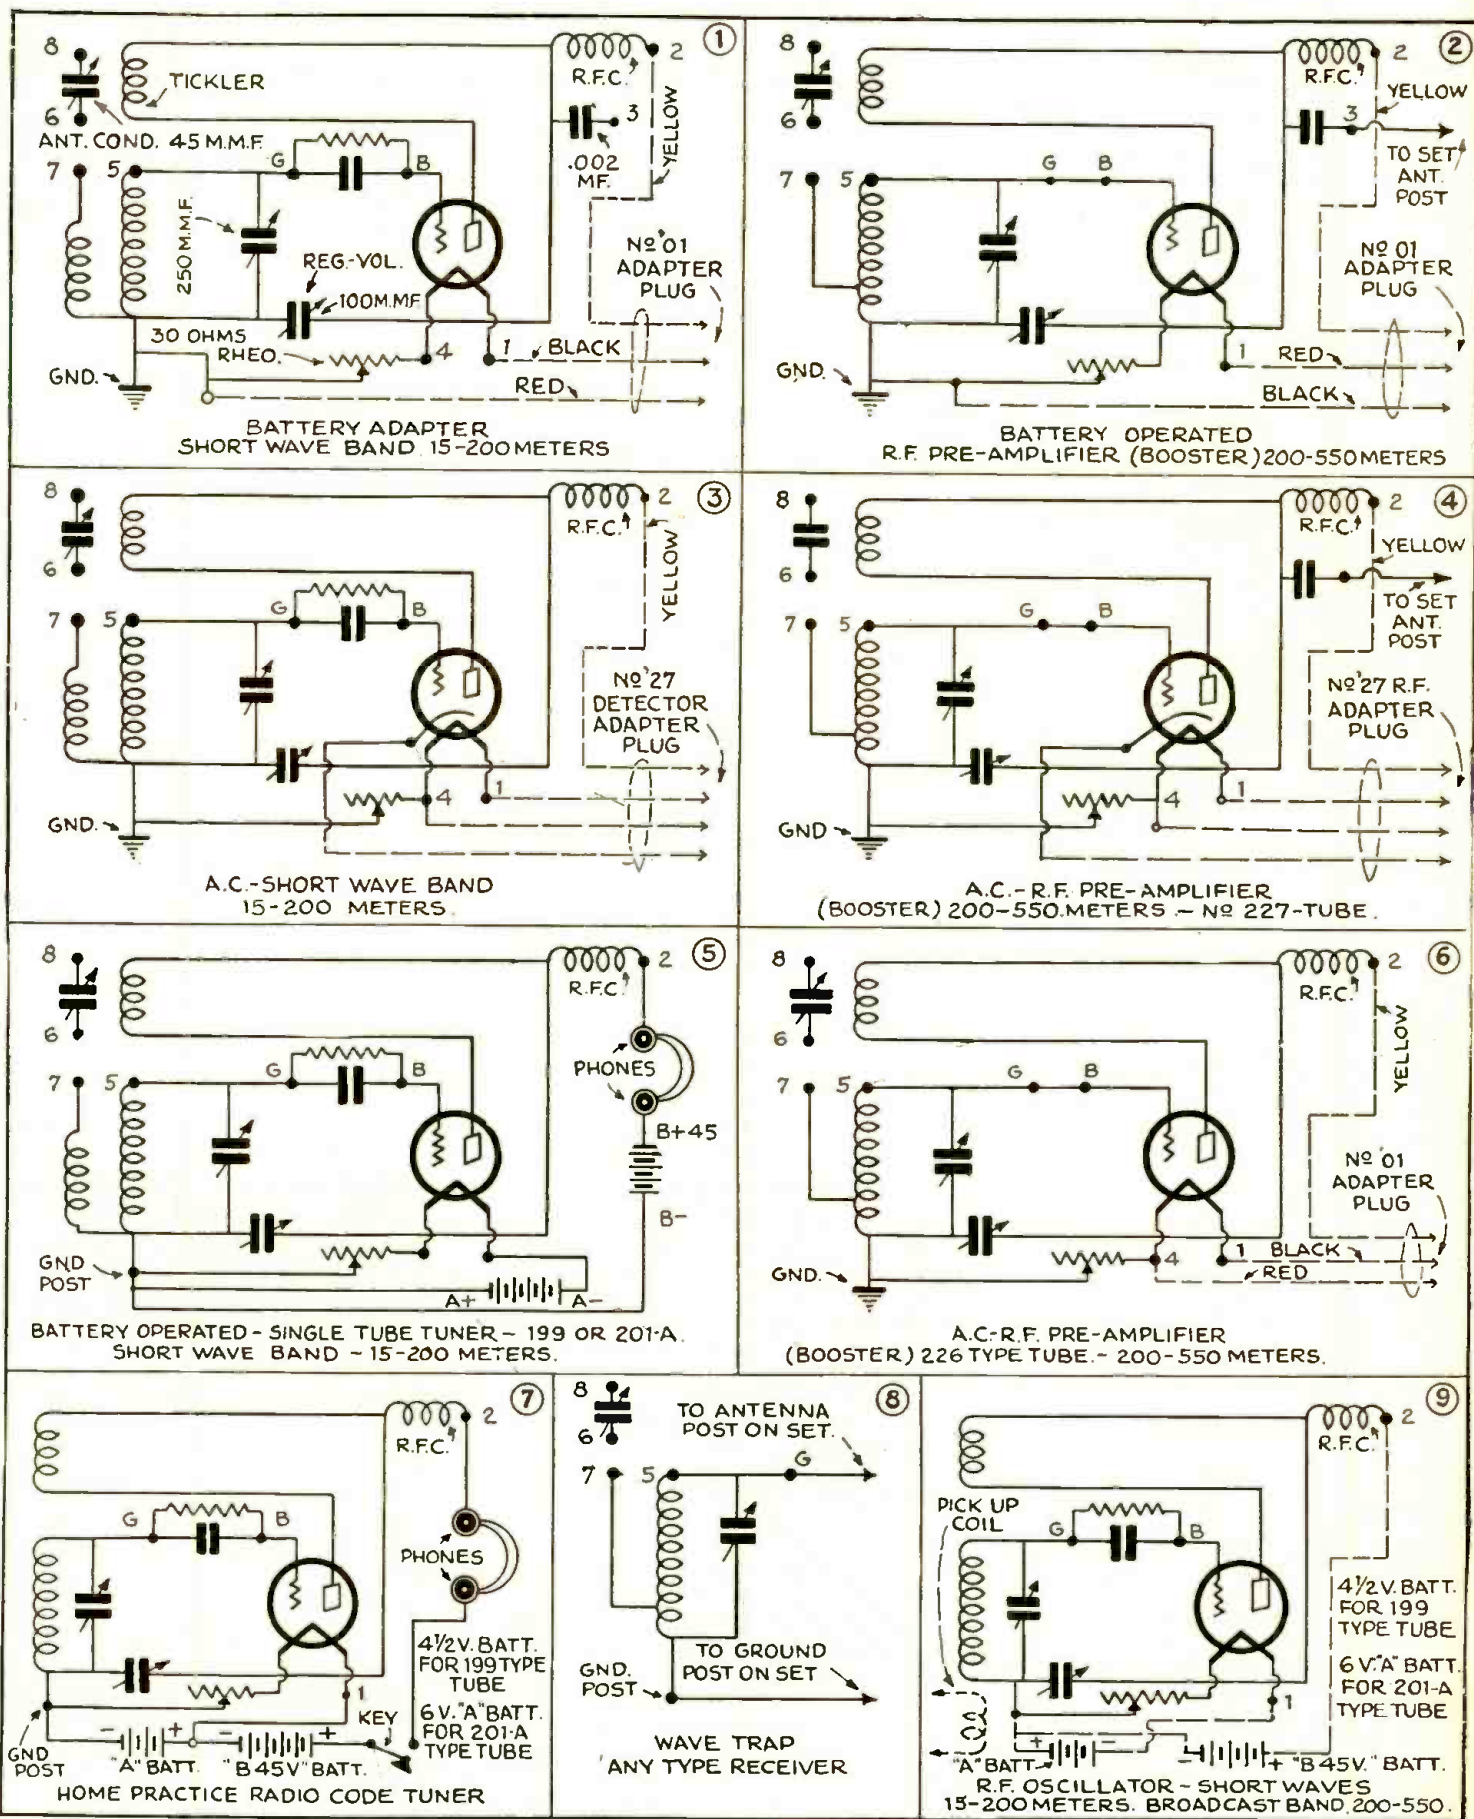 1
8
2
TICKLER
R.F.C.
YELLOW
6
3
ANT. COND. 45 M.M.F.
.002
MF.
G
B
7
5
250 M.M.F.
REG.-VOL.
100 M.MF
Nº '01
ADAPTER
PLUG
30 OHMS
RHEO.
4
1
BLACK
GND.
RED
BATTERY ADAPTER
SHORT WAVE BAND 15-200 METERS
2
8
2
R.F.C.
YELLOW
6
3
TO SET
ANT.
POST
G
B
7
5
Nº 01
ADAPTER
PLUG
1
RED
GND.
BLACK
BATTERY OPERATED
R.F. PRE-AMPLIFIER (BOOSTER) 200-550 METERS
3
8
2
R.F.C.
YELLOW
6
G
B
7
5
Nº '27
DETECTOR
ADAPTER
PLUG
4
1
GND.
A.C.-SHORT WAVE BAND
15-200 METERS.
4
8
2
R.F.C.
YELLOW
6
TO SET
ANT.
POST
G
B
7
5
Nº '27 R.F.
ADAPTER
PLUG
4
1
GND
A.C.-R.F. PRE-AMPLIFIER
(BOOSTER) 200-550.METERS.- Nº 227-TUBE.
5
8
2
R.F.C.
6
PHONES
G
B
7
5
B+45
B-
GND
POST
A+
A-
BATTERY OPERATED - SINGLE TUBE TUNER - 199 OR 201-A.
SHORT WAVE BAND - 15-200 METERS.
6
8
2
R.F.C.
YELLOW
6
G
B
7
5
Nº '01
ADAPTER
PLUG
4
1
BLACK
RED
GND.
A.C.-R.F. PRE-AMPLIFIER
(BOOSTER) 226 TYPE TUBE.- 200-550 METERS.
7
2
R.F.C.
G
B
PHONES
4½V. BATT.
FOR 199 TYPE
TUBE
6 V. "A" BATT.
FOR 201-A
TYPE TUBE
1
KEY
GND
POST
- +
- +
"A" BATT.
"B 45V" BATT.
HOME PRACTICE RADIO CODE TUNER
8
8
6
TO ANTENNA
POST ON SET.
7
5
G
TO GROUND
POST ON SET
GND.
POST
WAVE TRAP
ANY TYPE RECEIVER
9
2
R.F.C.
PICK UP
COIL
G
B
4½ V. BATT.
FOR 199
TYPE TUBE
6 V. "A" BATT.
FOR 201-A
TYPE TUBE
1
+ -
- +
"A" BATT.
"B 45V." BATT.
R.F. OSCILLATOR - SHORT WAVES
15-200 METERS. BROADCAST BAND, 200-550.